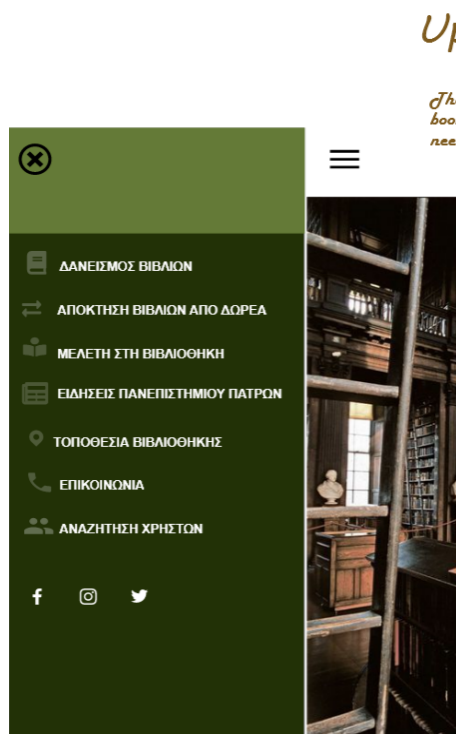 ΔΑΝΕΙΣΜΟΣ ΒΙΒΛΙΩΝ
ΑΠΟΚΤΗΣΗ ΒΙΒΛΙΩΝ ΑΠΟ ΔΩΡΕΑ
ΜΕΛΕΤΗ ΣΤΗ ΒΙΒΛΙΟΘΗΚΗ
ΕΙΔΗΣΕΙΣ ΠΑΝΕΠΙΣΤΗΜΙΟΥ ΠΑΤΡΩΝ
ΤΟΠΟΘΕΣΙΑ ΒΙΒΛΙΟΘΗΚΗΣ
ΕΠΙΚΟΙΝΩΝΙΑ
ΑΝΑΖΗΤΗΣΗ ΧΡΗΣΤΩΝ